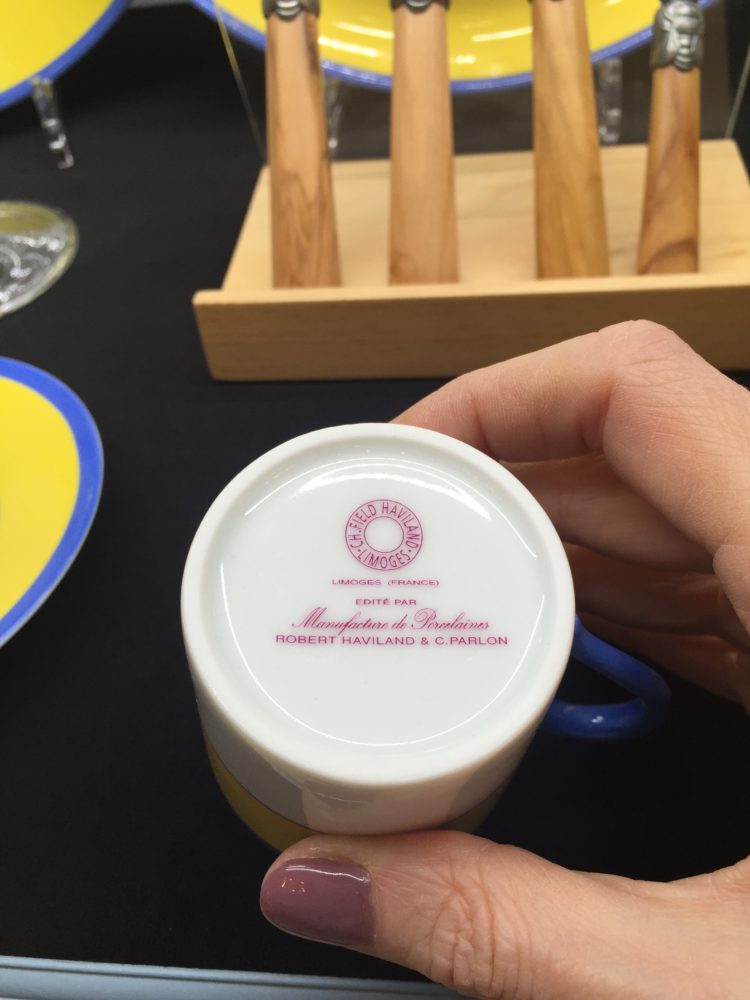 CH.FIELD HAVILAND
·LIMOGES·
LIMOGES (FRANCE)
EDITÉ PAR
Manufacture de Porcelaines
ROBERT HAVILAND & C.PARLON